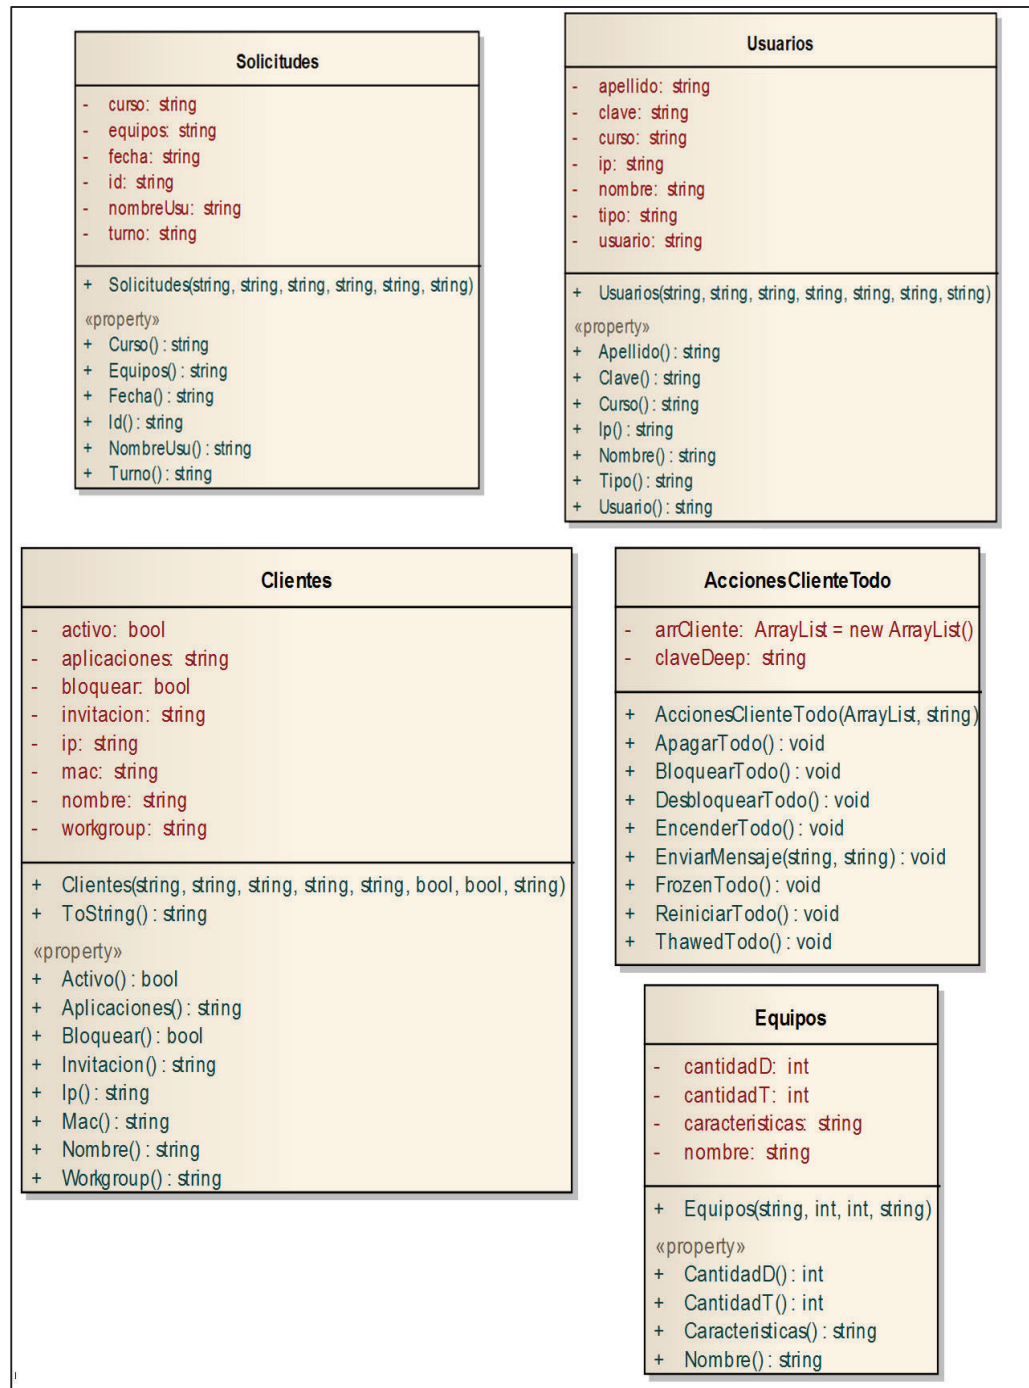 Solicitudes
- curso: string
- equipos: string
- fecha: string
- id: string
- nombreUsu: string
- turno: string
+ Solicitudes(string, string, string, string, string, string)
«property»
+ Curso() : string
+ Equipos() : string
+ Fecha() : string
+ Id() : string
+ NombreUsu() : string
+ Turno() : string
Usuarios
- apellido: string
- clave: string
- curso: string
- ip: string
- nombre: string
- tipo: string
- usuario: string
+ Usuarios(string, string, string, string, string, string, string)
«property»
+ Apellido() : string
+ Clave() : string
+ Curso() : string
+ Ip() : string
+ Nombre() : string
+ Tipo() : string
+ Usuario() : string
Clientes
- activo: bool
- aplicaciones: string
- bloquear: bool
- invitacion: string
- ip: string
- mac: string
- nombre: string
- workgroup: string
+ Clientes(string, string, string, string, string, bool, bool, string)
+ ToString() : string
«property»
+ Activo() : bool
+ Aplicaciones() : string
+ Bloquear() : bool
+ Invitacion() : string
+ Ip() : string
+ Mac() : string
+ Nombre() : string
+ Workgroup() : string
AccionesClienteTodo
- arrCliente: ArrayList = new ArrayList()
- claveDeep: string
+ AccionesClienteTodo(ArrayList, string)
+ ApagarTodo() : void
+ BloquearTodo() : void
+ DesbloquearTodo() : void
+ EncenderTodo() : void
+ EnviarMensaje(string, string) : void
+ FrozenTodo() : void
+ ReiniciarTodo() : void
+ ThawedTodo() : void
Equipos
- cantidadD: int
- cantidadT: int
- caracteristicas: string
- nombre: string
+ Equipos(string, int, int, string)
«property»
+ CantidadD() : int
+ CantidadT() : int
+ Caracteristicas() : string
+ Nombre() : string